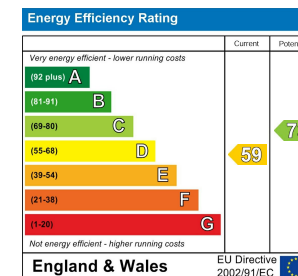 Energy Efficiency Rating
Current
Very energy efficient - lower running costs
(92 plus) A
(81-91) B
(69-80) C
(55-68) D
59
(39-54) E
(21-38) F
(1-20) G
Not energy efficient - higher running costs
England & Wales
EU Directive
2002/91/EC